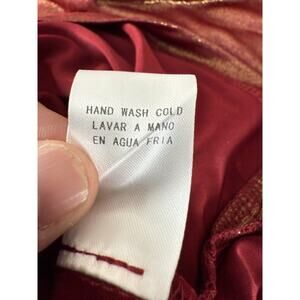 HAND WASH COLD
LAVAR A MANO
EN AGUA FRIA